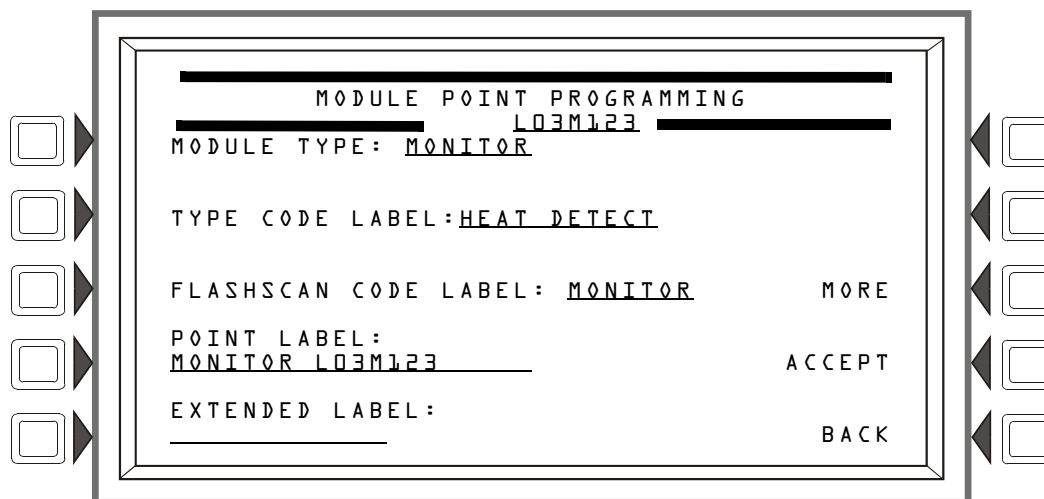 MODULE POINT PROGRAMMING
L03M123
MODULE TYPE: MONITOR
TYPE CODE LABEL:HEAT DETECT
FLASHSCAN CODE LABEL: MONITOR MORE
POINT LABEL:
MONITOR L03M123 ACCEPT
EXTENDED LABEL:
BACK